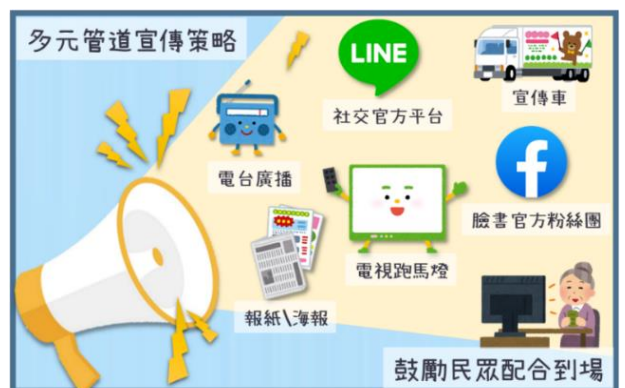 多元管道宣傳策略
LINE
社交官方平台
宣傳車
電台廣播
臉書官方粉絲團
電視跑馬燈
報紙\海報
鼓勵民眾配合到場